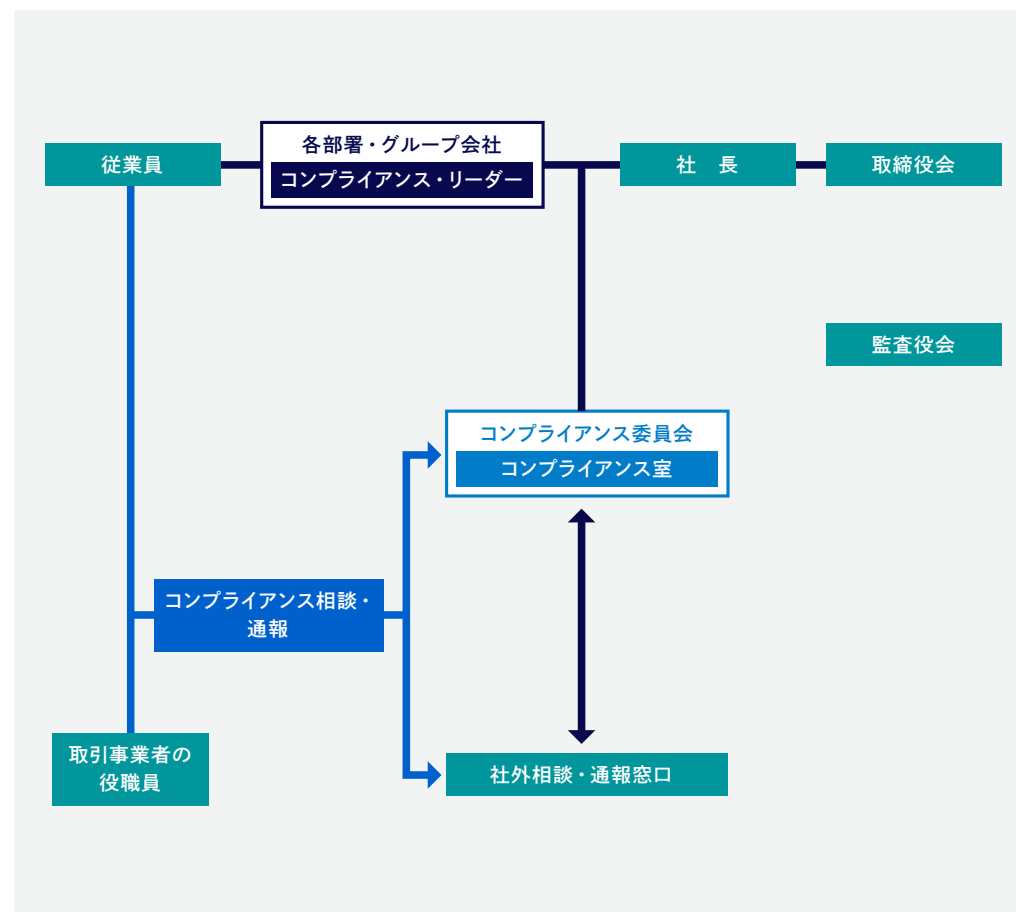 従業員
各部署・グループ会社
コンプライアンス・リーダー
社　長
取締役会
監査役会
コンプライアンス委員会
コンプライアンス室
コンプライアンス相談・
通報
取引事業者の
役職員
社外相談・通報窓口